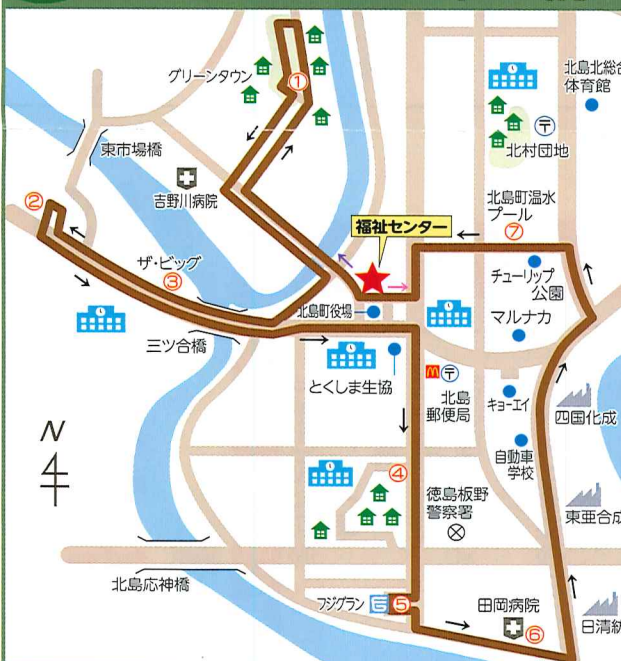 グリーンタウン
①
東市場橋
②
吉野川病院
ザ・ビッグ
③
三ツ合橋
福祉センター
北島町役場
とくしま生協
北島北総合
体育館
〒
北村団地
北島町温水
プール
⑦
チューリップ
公園
マルナカ
〒
北島
郵便局
キョーエイ
自動車
学校
四国化成
東亜合成
④
徳島板野
警察署
N
北島応神橋
フジグラン
⑤
田岡病院
⑥
日清紡